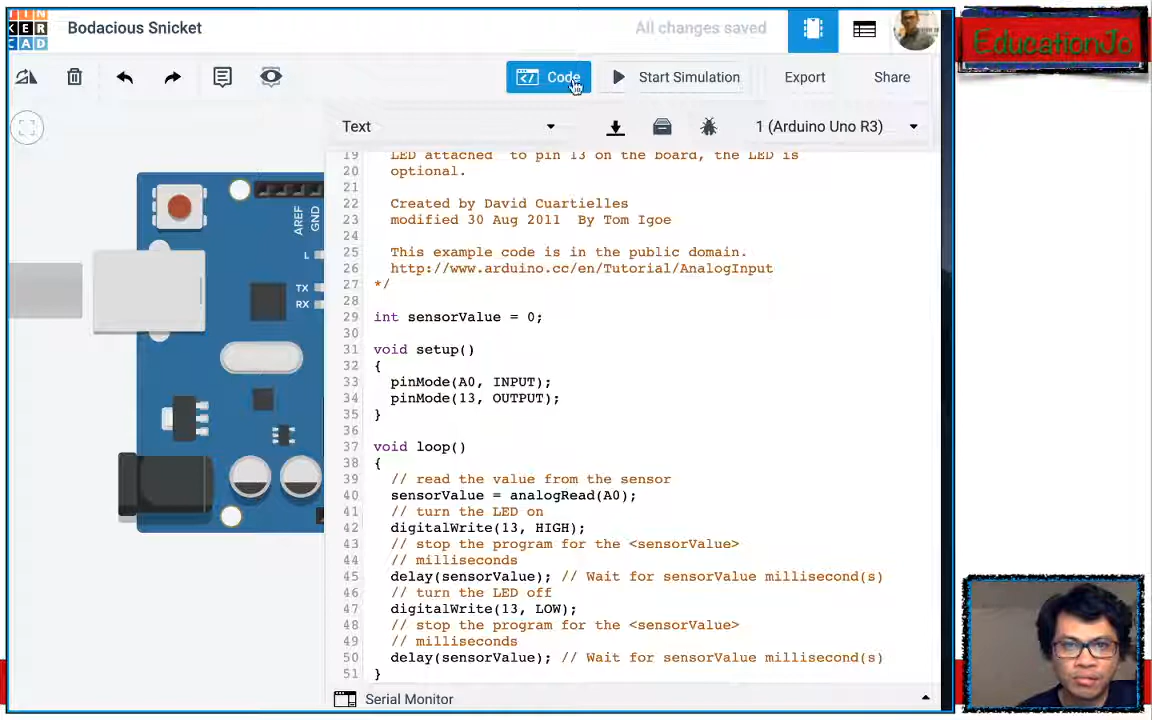 TIN
KER
CAD
Bodacious Snicket
All changes saved
EducationJo
Code
Start Simulation
Export
Share
Text
1 (Arduino Uno R3)
AREF
GND
L
TX
RX
19 LED attached to pin 13 on the board, the LED is
20 optional.
21
22 Created by David Cuartielles
23 modified 30 Aug 2011 By Tom Igoe
24
25 This example code is in the public domain.
26 http://www.arduino.cc/en/Tutorial/AnalogInput
27 */
28
29 int sensorValue = 0;
30
31 void setup()
32 {
33 pinMode(A0, INPUT);
34 pinMode(13, OUTPUT);
35 }
36
37 void loop()
38 {
39 // read the value from the sensor
40 sensorValue = analogRead(A0);
41 // turn the LED on
42 digitalWrite(13, HIGH);
43 // stop the program for the <sensorValue>
44 // milliseconds
45 delay(sensorValue); // Wait for sensorValue millisecond(s)
46 // turn the LED off
47 digitalWrite(13, LOW);
48 // stop the program for the <sensorValue>
49 // milliseconds
50 delay(sensorValue); // Wait for sensorValue millisecond(s)
51 }
Serial Monitor